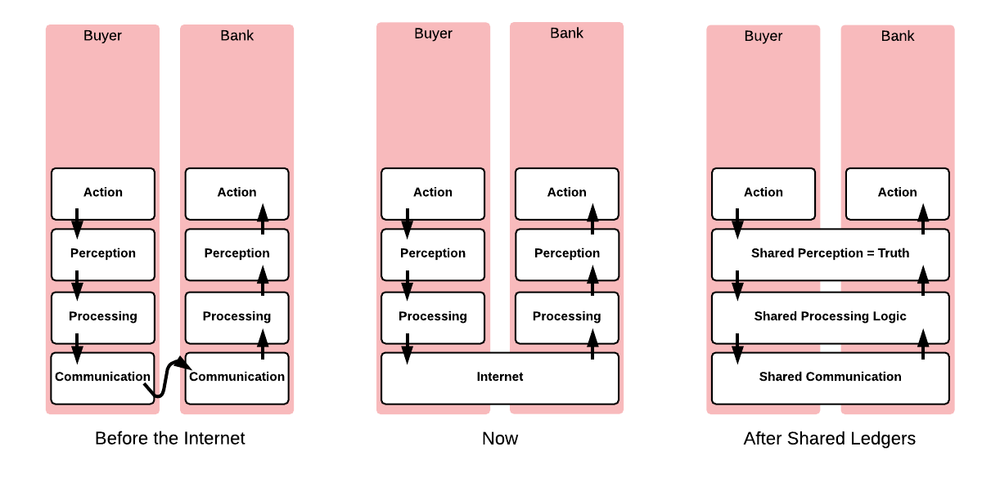 Buyer
Bank
Action
Action
Perception
Perception
Processing
Processing
Communication
Communication
Before the Internet
Buyer
Bank
Action
Action
Perception
Perception
Processing
Processing
Internet
Now
Buyer
Bank
Action
Action
Shared Perception = Truth
Shared Processing Logic
Shared Communication
After Shared Ledgers